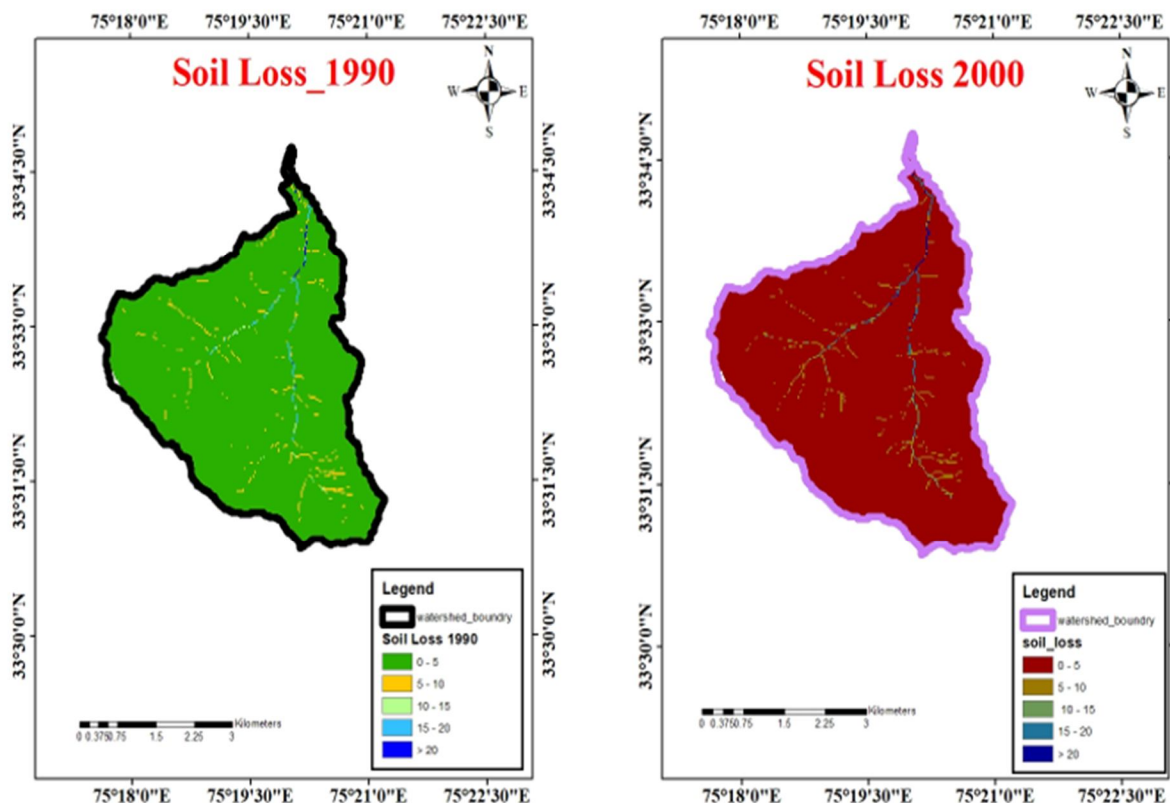 75°18'0"E 75°19'30"E 75°21'0"E 75°22'30"E
Soil Loss_1990
N
W E
S
33°34'30"N 33°34'30"N
33°33'0"N 33°33'0"N
33°31'30"N 33°31'30"N
33°30'0"N 33°30'0"N
Legend
watershed_boundry
Soil Loss 1990
0 - 5
5 - 10
10 - 15
15 - 20
> 20
Kilometers
0 0.375 0.75 1.5 2.25 3
75°18'0"E 75°19'30"E 75°21'0"E 75°22'30"E
75°18'0"E 75°19'30"E 75°21'0"E 75°22'30"E
Soil Loss 2000
N
W E
S
33°34'30"N
33°33'0"N
33°31'30"N
33°30'0"N
Legend
watershed_boundry
soil_loss
0 - 5
5 - 10
10 - 15
15 - 20
> 20
Kilometers
0 0.375 0.75 1.5 2.25 3
75°18'0"E 75°19'30"E 75°21'0"E 75°22'30"E